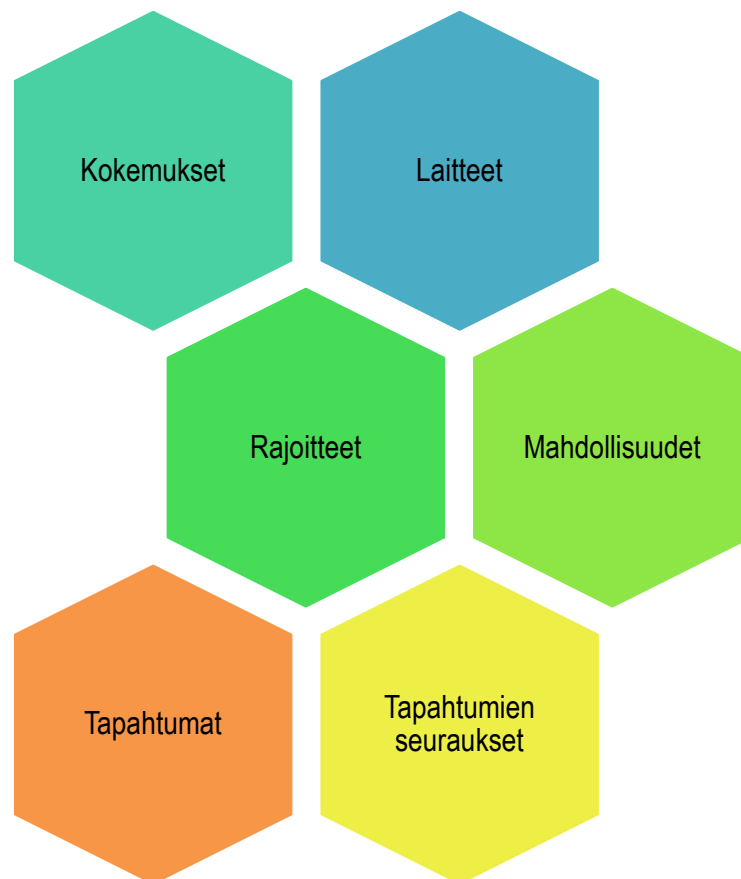 Kokemukset
Laitteet
Rajoitteet
Mahdollisuudet
Tapahtumat
Tapahtumien
seuraukset